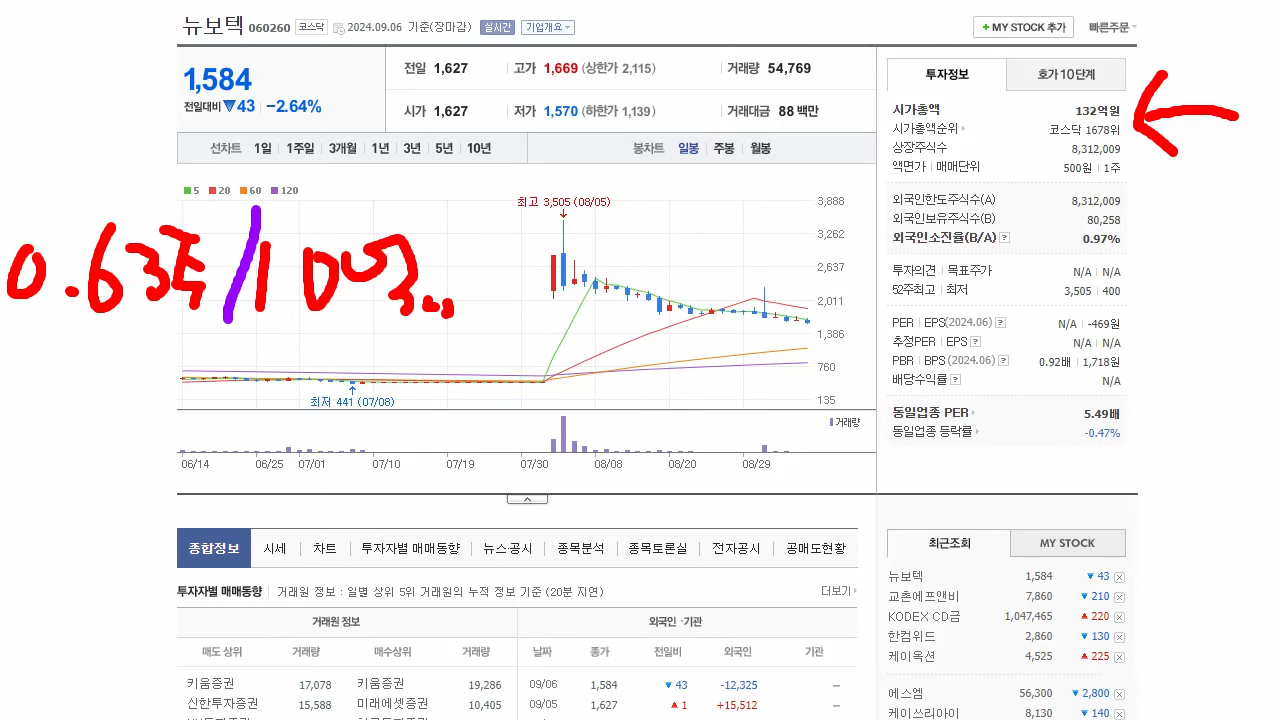 뉴보텍 060260 코스닥 2024.09.06 기준(장마감) 실시간 기업개요
MY STOCK 추가 빠른주문
1,584
전일대비 ▼43 -2.64%
전일 1,627 고가 1,669 (상한가 2,115) 거래량 54,769
시가 1,627 저가 1,570 (하한가 1,139) 거래대금 88 백만
선차트 1일 1주일 3개월 1년 3년 5년 10년 봉차트 일봉 주봉 월봉
5 20 60 120
최고 3,505 (08/05)
3,888
3,262
2,637
2,011
1,386
760
135
최저 441 (07/08)
거래량
06/14 06/25 07/01 07/10 07/19 07/30 08/08 08/20 08/29
투자정보 호가10단계
시가총액 132억원
시가총액순위 코스닥 1678위
상장주식수 8,312,009
액면가 매매단위 500원 1주
외국인한도주식수(A) 8,312,009
외국인보유주식수(B) 80,258
외국인소진율(B/A) ? 0.97%
투자의견 목표주가 N/A N/A
52주최고 최저 3,505 400
PER EPS(2024.06) ? N/A -469원
추정PER EPS ? N/A N/A
PBR BPS (2024.06) ? 0.92배 1,718원
배당수익률 ? N/A
동일업종 PER 5.49배
동일업종 등락률 -0.47%
종합정보 시세 차트 투자자별 매매동향 뉴스·공시 종목분석 종목토론실 전자공시 공매도현황
투자자별 매매동향 거래원 정보 : 일별 상위 5위 거래원의 누적 정보 기준 (20분 지연) 더보기
거래원 정보 외국인·기관
매도 상위 거래량 매수상위 거래량 날짜 종가 전일비 외국인 기관
키움증권 17,078 키움증권 19,286 09/06 1,584 ▼43 -12,325 -
신한투자증권 15,588 미래에셋증권 10,405 09/05 1,627 ▲1 +15,512 -
최근조회 MY STOCK
뉴보텍 1,584 ▼43
교촌에프앤비 7,860 ▼210
KODEX CD금 1,047,465 ▲220
한컴위드 2,860 ▼130
케이옥션 4,525 ▲225
에스엠 56,300 ▼2,800
케이쓰리아이 8,130 ▼140